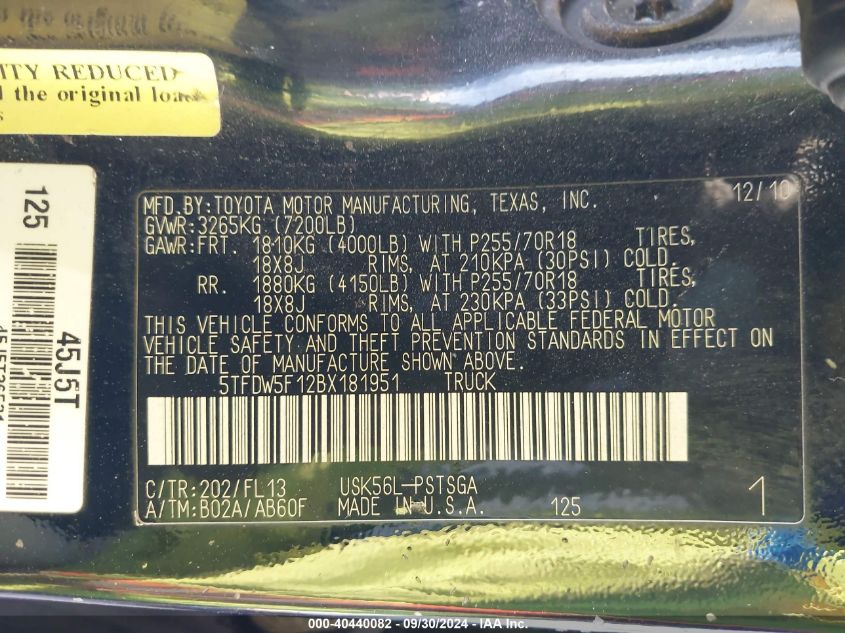 ITY REDUCED
the original load
125
45J5T
MFD.BY:TOYOTA MOTOR MANUFACTURING, TEXAS, INC. 12/10
GVWR:3265KG (7200LB)
GAWR:FRT. 1810KG (4000LB) WITH P255/70R18 TIRES,
18X8J RIMS, AT 210KPA (30PSI) COLD.
RR. 1880KG (4150LB) WITH P255/70R18 TIRES,
18X8J RIMS, AT 230KPA (33PSI) COLD.
THIS VEHICLE CONFORMS TO ALL APPLICABLE FEDERAL MOTOR
VEHICLE SAFETY AND THEFT PREVENTION STANDARDS IN EFFECT ON
THE DATE OF MANUFACTURE SHOWN ABOVE.
5TFDW5F12BX181951 TRUCK
C/TR:202/FL13 USK56L-PSTSGA
A/TM:B02A/AB60F MADE IN U.S.A. 125 1
000-40440082 - 09/30/2024 - IAA Inc.